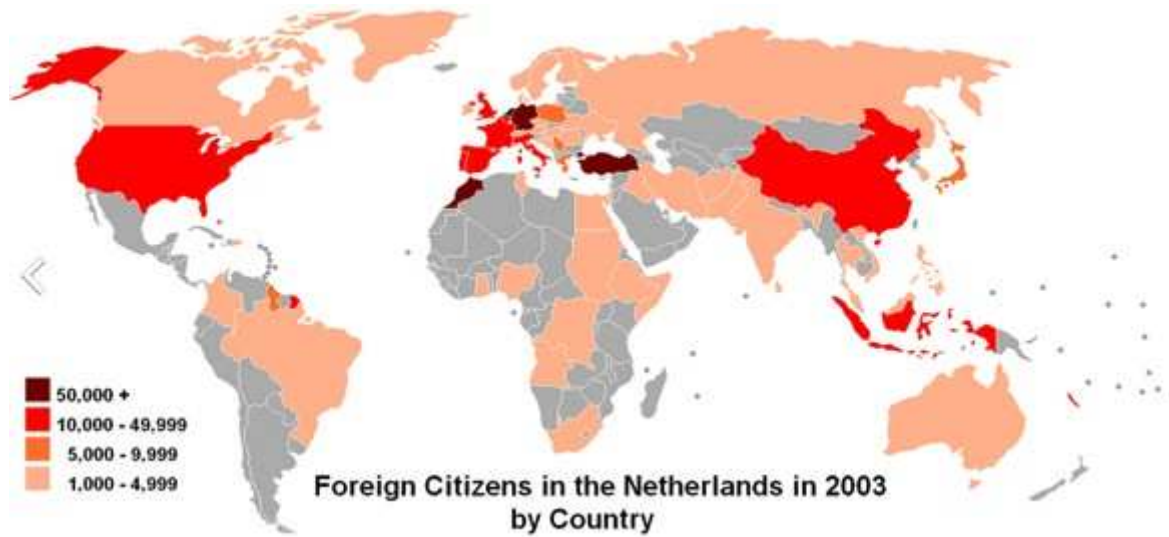 50,000 +
10,000 - 49,999
5,000 - 9,999
1,000 - 4,999
Foreign Citizens in the Netherlands in 2003
by Country